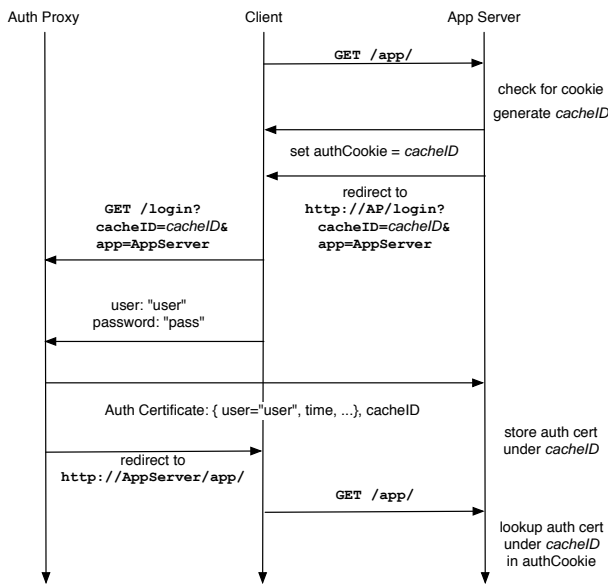 Auth Proxy
Client
App Server
GET /app/
check for cookie
generate cacheID
set authCookie = cacheID
redirect to
http://AP/login?
cacheID=cacheID&
app=AppServer
GET /login?
cacheID=cacheID&
app=AppServer
user: "user"
password: "pass"
Auth Certificate: { user="user", time, ...}, cacheID
store auth cert
under cacheID
redirect to
http://AppServer/app/
GET /app/
lookup auth cert
under cacheID
in authCookie